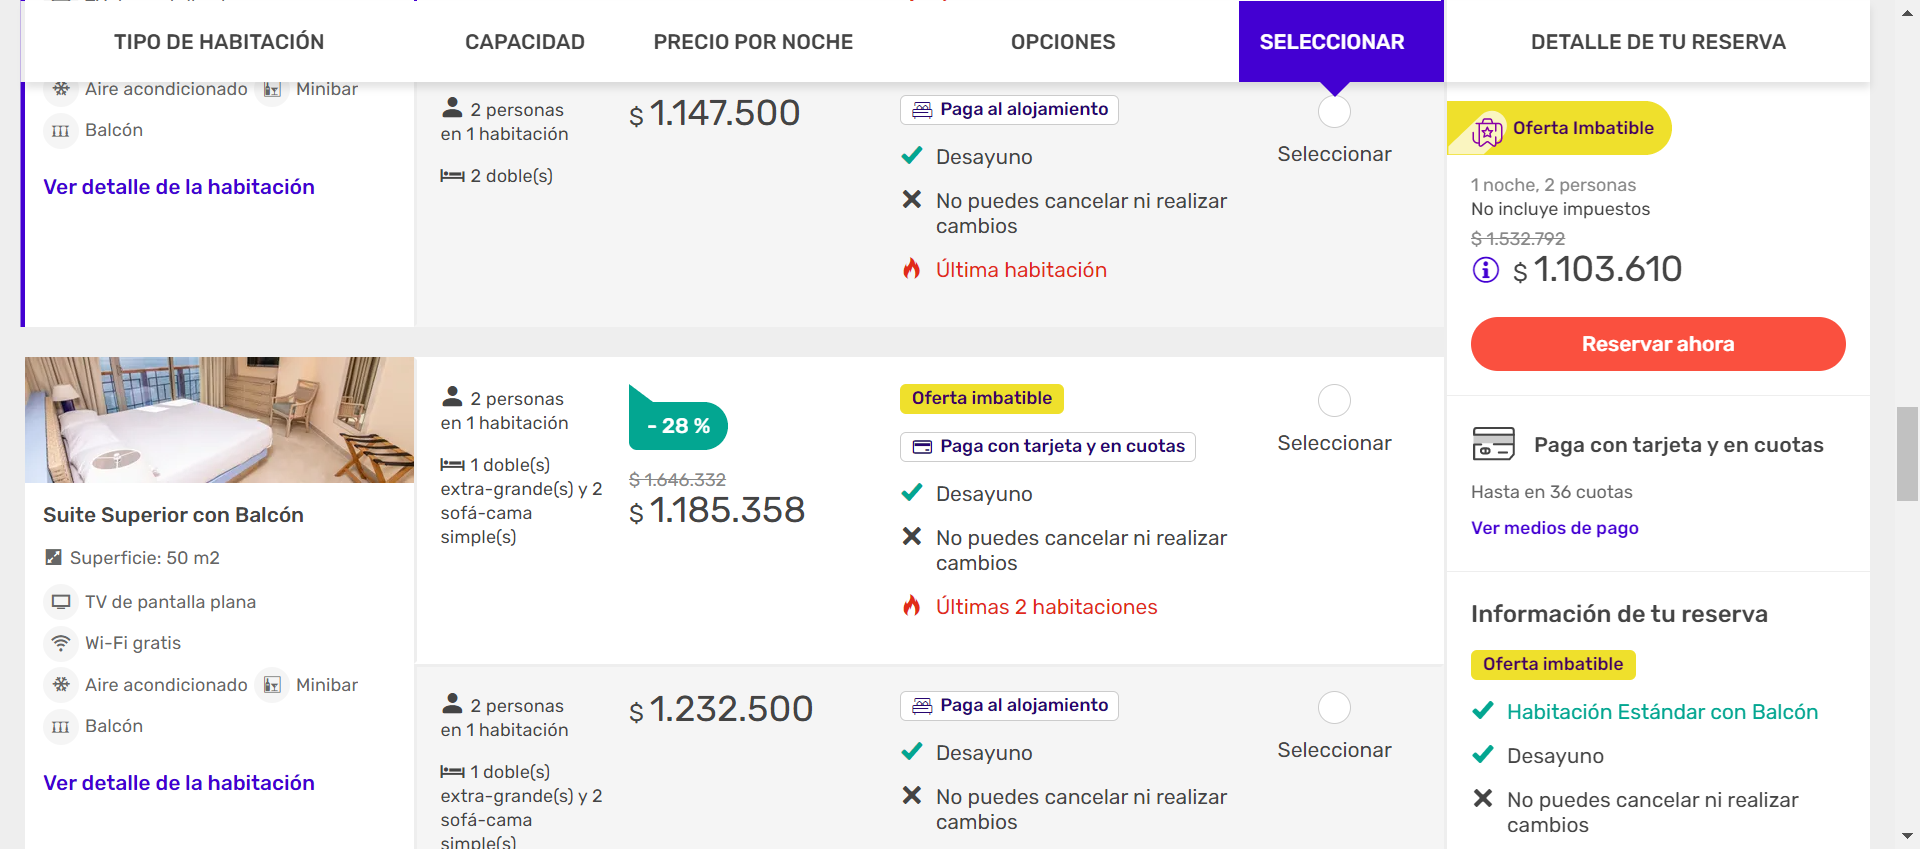 TIPO DE HABITACIÓN
CAPACIDAD
PRECIO POR NOCHE
OPCIONES
SELECCIONAR
DETALLE DE TU RESERVA
Aire acondicionado
Minibar
Balcón
Ver detalle de la habitación
2 personas
en 1 habitación
2 doble(s)
$ 1.147.500
Paga al alojamiento
Desayuno
No puedes cancelar ni realizar
cambios
Última habitación
Seleccionar
Suite Superior con Balcón
Superficie: 50 m2
TV de pantalla plana
Wi-Fi gratis
Aire acondicionado
Minibar
Balcón
Ver detalle de la habitación
2 personas
en 1 habitación
1 doble(s)
extra-grande(s) y 2
sofá-cama
simple(s)
- 28 %
$ 1.646.332
$ 1.185.358
Oferta imbatible
Paga con tarjeta y en cuotas
Desayuno
No puedes cancelar ni realizar
cambios
Últimas 2 habitaciones
Seleccionar
2 personas
en 1 habitación
1 doble(s)
extra-grande(s) y 2
sofá-cama
simple(s)
$ 1.232.500
Paga al alojamiento
Desayuno
No puedes cancelar ni realizar
cambios
Seleccionar
Oferta Imbatible
1 noche, 2 personas
No incluye impuestos
$ 1.532.792
$ 1.103.610
Reservar ahora
Paga con tarjeta y en cuotas
Hasta en 36 cuotas
Ver medios de pago
Información de tu reserva
Oferta imbatible
Habitación Estándar con Balcón
Desayuno
No puedes cancelar ni realizar
cambios